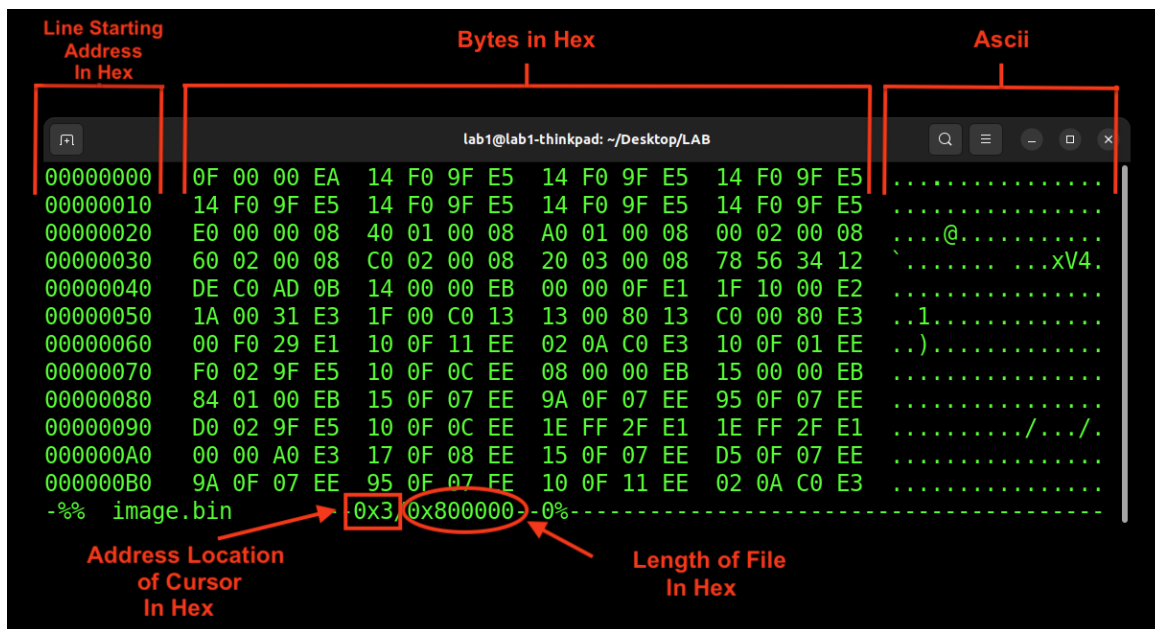 Line Starting
Address
In Hex
Bytes in Hex
Ascii
lab1@lab1-thinkpad: ~/Desktop/LAB
00000000 0F 00 00 EA 14 F0 9F E5 14 F0 9F E5 14 F0 9F E5 ................
00000010 14 F0 9F E5 14 F0 9F E5 14 F0 9F E5 14 F0 9F E5 ................
00000020 E0 00 00 08 40 01 00 08 A0 01 00 08 00 02 00 08 ....@...........
00000030 60 02 00 08 C0 02 00 08 20 03 00 08 78 56 34 12 `....... ...xV4.
00000040 DE C0 AD 0B 14 00 00 EB 00 00 0F E1 1F 10 00 E2 ................
00000050 1A 00 31 E3 1F 00 C0 13 13 00 80 13 C0 00 80 E3 ..1.............
00000060 00 F0 29 E1 10 0F 11 EE 02 0A C0 E3 10 0F 01 EE ..).............
00000070 F0 02 9F E5 10 0F 0C EE 08 00 00 EB 15 00 00 EB ................
00000080 84 01 00 EB 15 0F 07 EE 9A 0F 07 EE 95 0F 07 EE ................
00000090 D0 02 9F E5 10 0F 0C EE 1E FF 2F E1 1E FF 2F E1 ........../.../.
000000A0 00 00 A0 E3 17 0F 08 EE 15 0F 07 EE D5 0F 07 EE ................
000000B0 9A 0F 07 EE 95 0F 07 EE 10 0F 11 EE 02 0A C0 E3 ................
-%% image.bin --0x3/0x800000--0%----------------------------------------
Address Location
of Cursor
In Hex
Length of File
In Hex